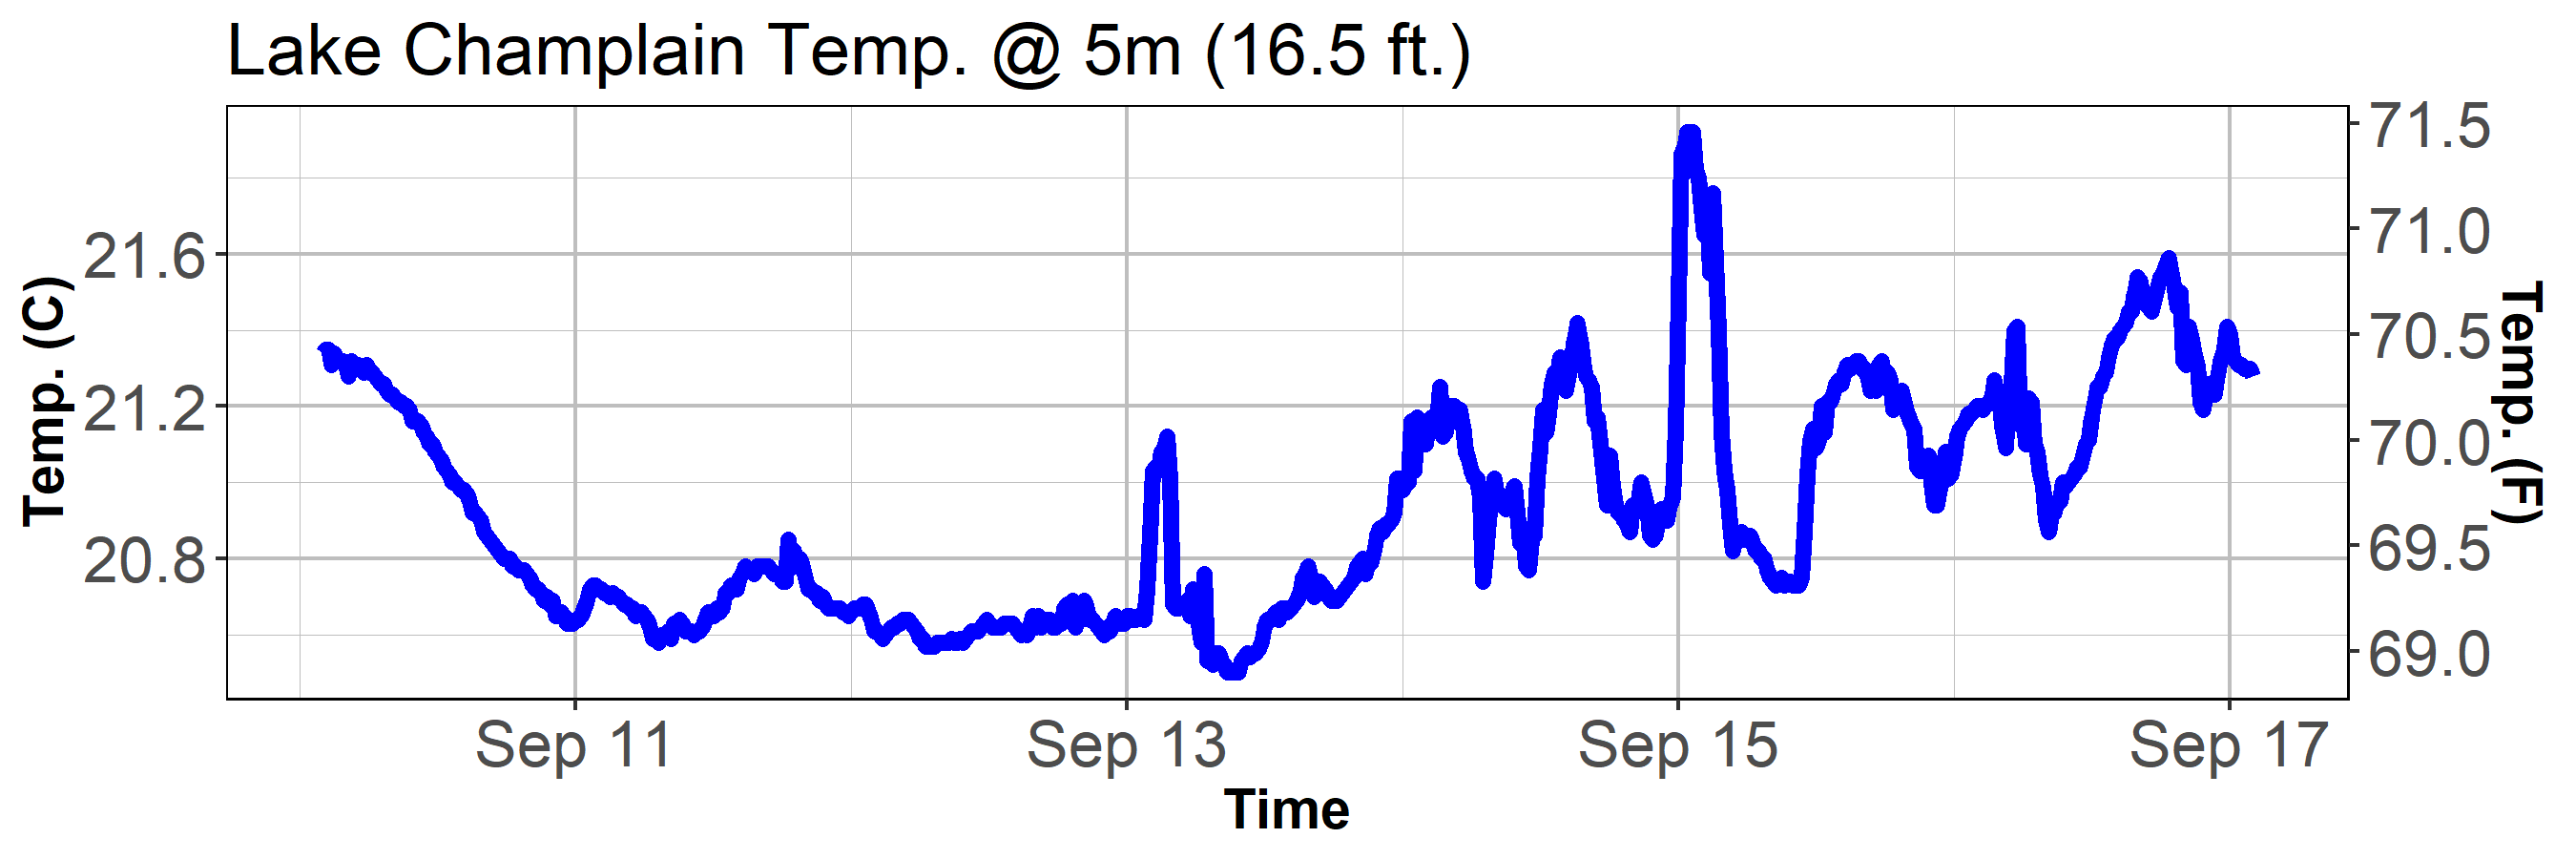 Lake Champlain Temp. @ 5m (16.5 ft.)
Temp. (C)
21.6
21.2
20.8
71.5
71.0
70.5
70.0
69.5
69.0
Temp. (F)
Sep 11 Sep 13 Sep 15 Sep 17
Time